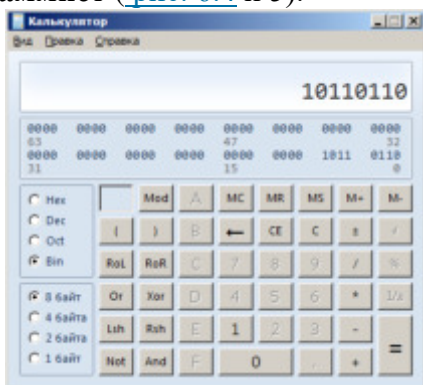 Калькулятор
Вид Правка Справка
10110110
0000 0000 0000 0000 0000 0000 0000 0000
63 47 32
0000 0000 0000 0000 0000 0000 1011 0110
31 15 0
Hex Mod A MC MR MS M+ M-
Dec
Oct ( ) B ← CE C ±
Bin RoL RoR C 7 8 9 / %
8 байт Or Xor D 4 5 6 * 1/x
4 байта
2 байта Lsh Rsh E 1 2 3 - =
1 байт Not And F 0 , +